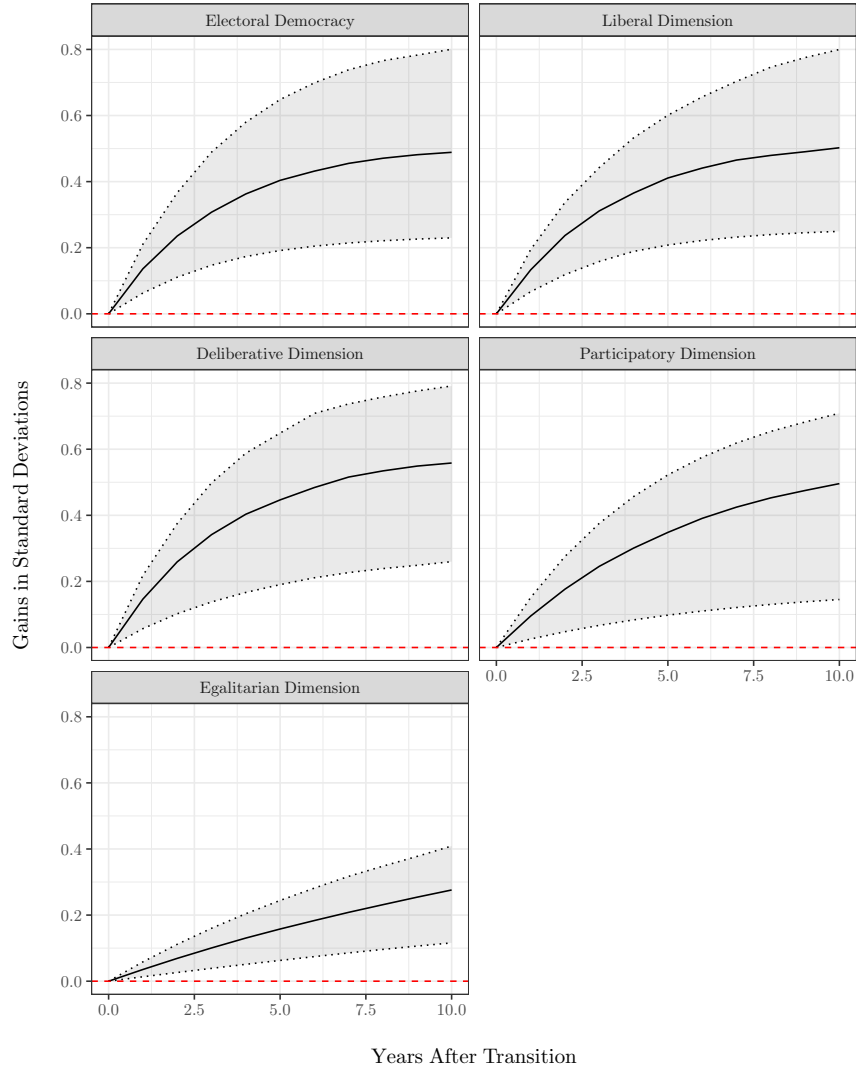 Electoral Democracy
Liberal Dimension
0.8
0.6
0.4
0.2
0.0
Deliberative Dimension
Participatory Dimension
0.8
0.6
0.4
0.2
0.0
0.0 2.5 5.0 7.5 10.0
Egalitarian Dimension
0.8
0.6
0.4
0.2
0.0
0.0 2.5 5.0 7.5 10.0
Gains in Standard Deviations
Years After Transition